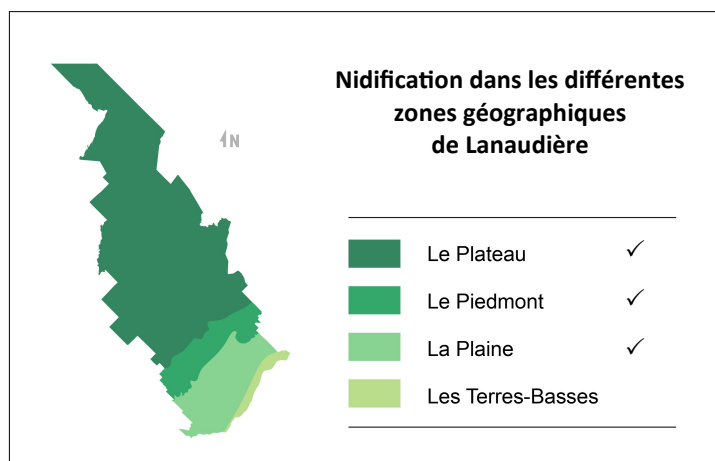 Nidification dans les différentes
zones géographiques
de Lanaudière
N
Le Plateau ✓
Le Piedmont ✓
La Plaine ✓
Les Terres-Basses